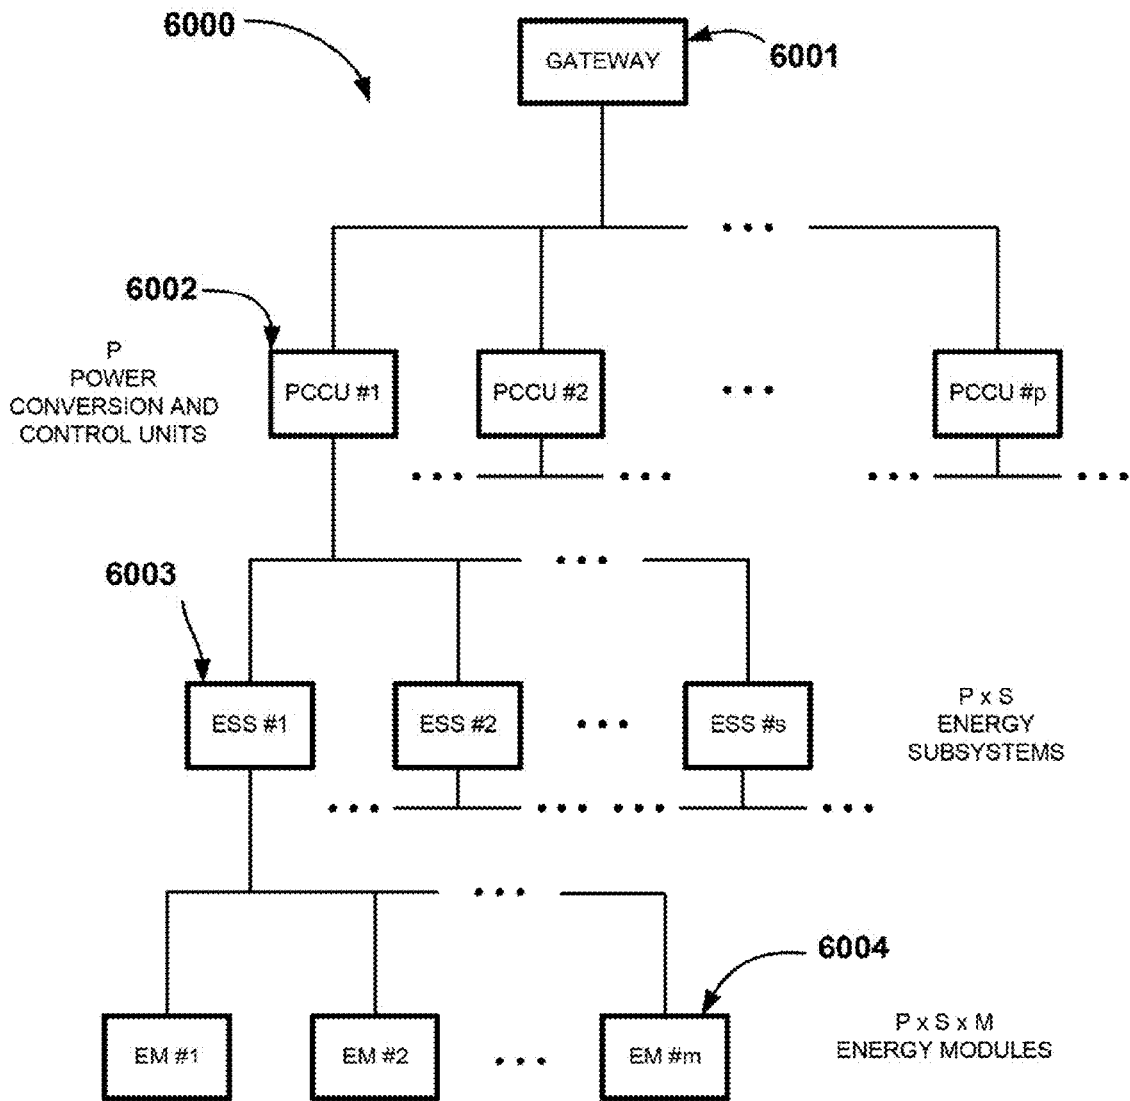 6000
GATEWAY
6001
6002
P
POWER
CONVERSION AND
CONTROL UNITS
PCCU #1
PCCU #2
PCCU #p
6003
ESS #1
ESS #2
ESS #s
P x S
ENERGY
SUBSYSTEMS
6004
EM #1
EM #2
EM #m
P x S x M
ENERGY MODULES